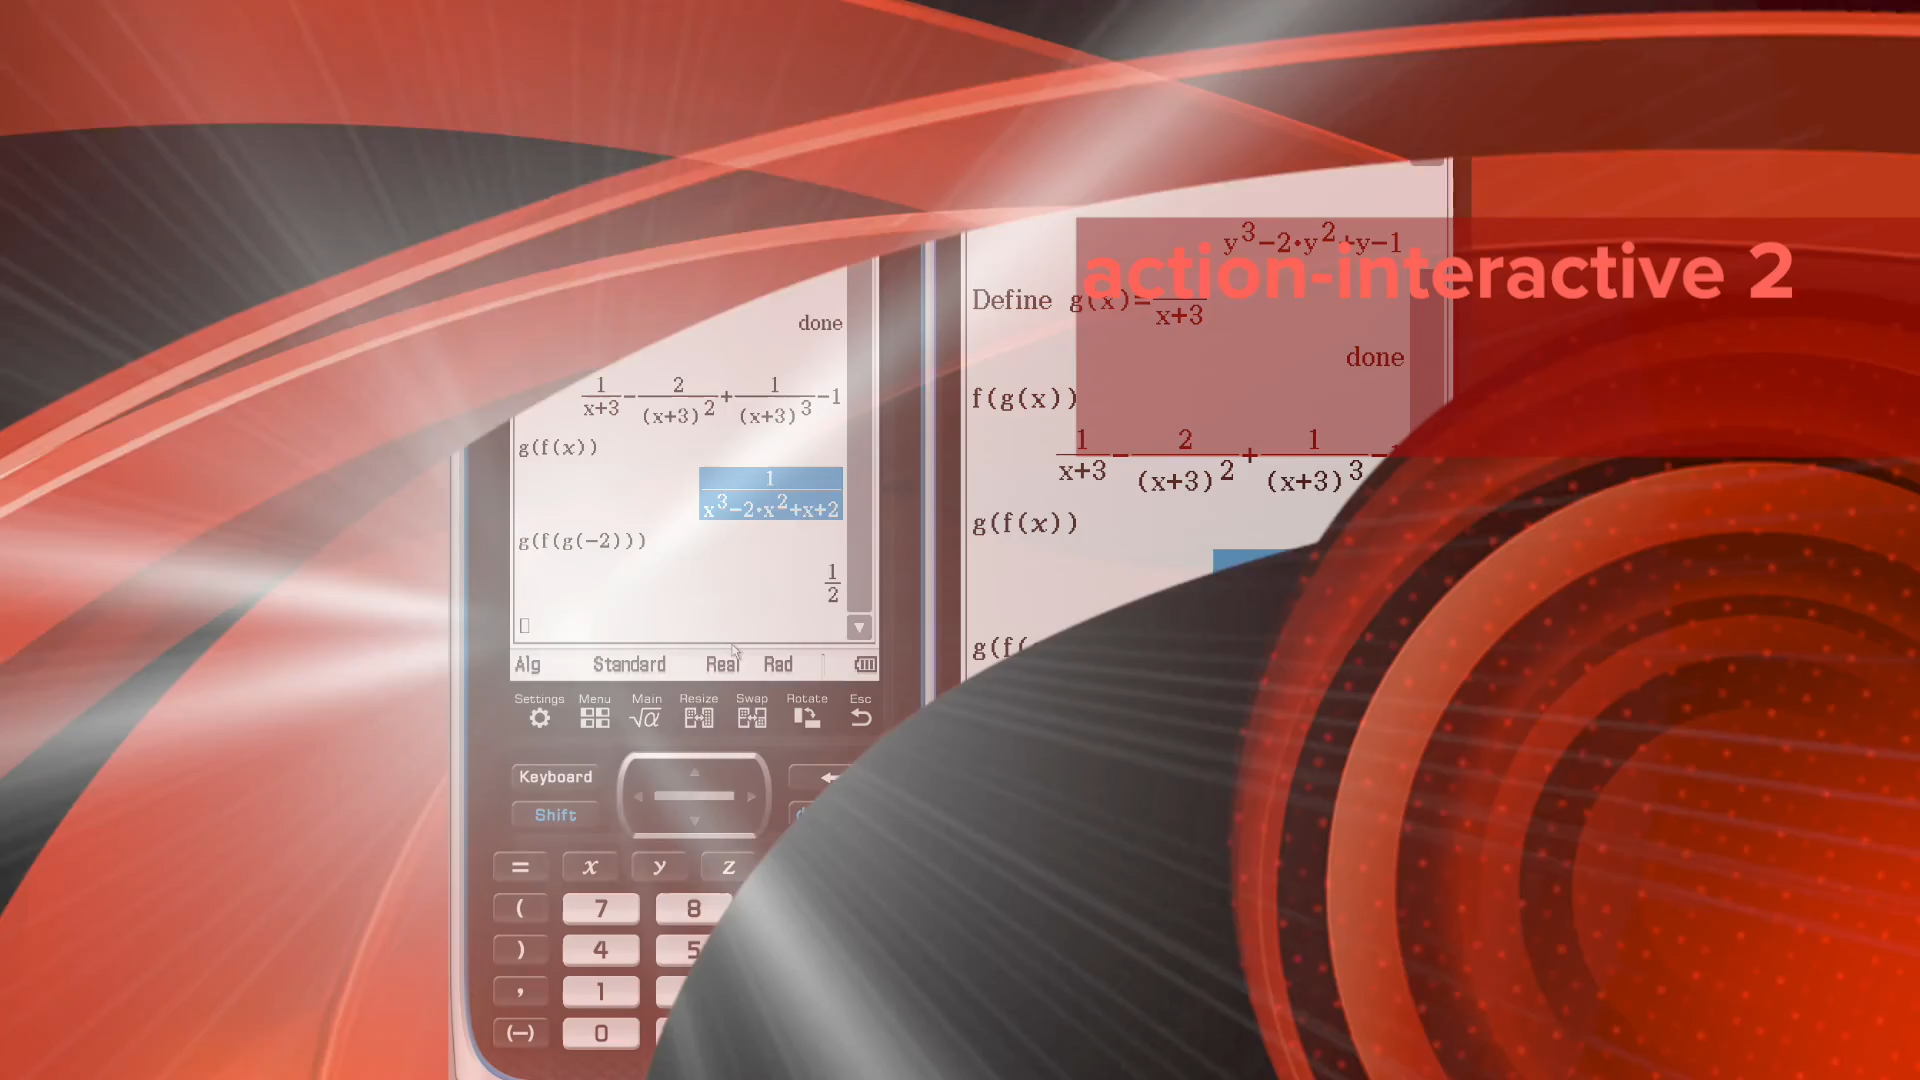 action-interactive 2
done
1/(x+3)-2/(x+3)^2+1/(x+3)^3-1
g(f(x))
1/(x^3-2·x^2+x+2)
g(f(g(-2)))
1/2
Alg Standard Real Rad
Settings Menu Main Resize Swap Rotate Esc
√α
Keyboard
Shift
= x y z
( 7 8
) 4 5
, 1
(-) 0
y^3-2·y^2+y-1
Define g(x)= /(x+3)
done
f(g(x))
1/(x+3)-2/(x+3)^2+1/(x+3)^3-
g(f(x))
g(f(